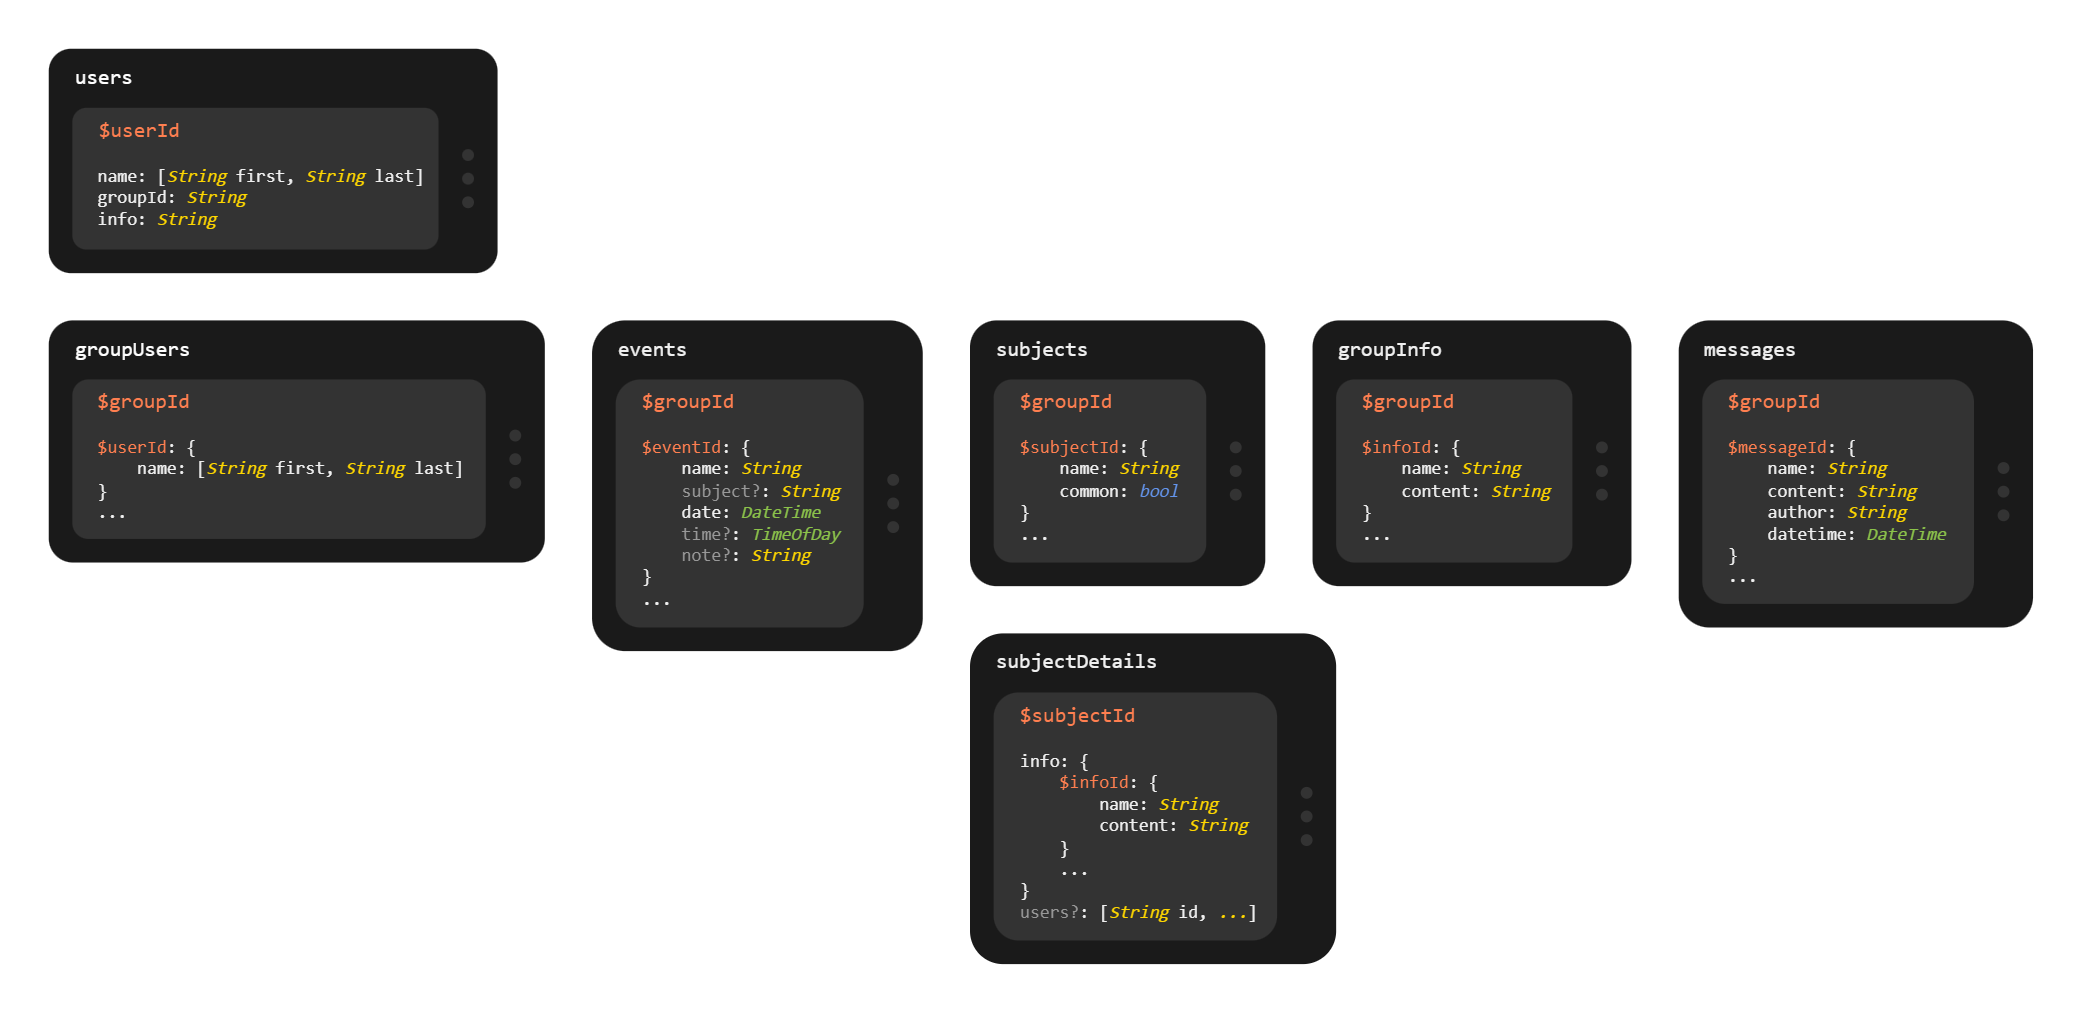 users
$userId
name: [String first, String last]
groupId: String
info: String
groupUsers
$groupId
$userId: {
name: [String first, String last]
}
...
events
$groupId
$eventId: {
name: String
subject?: String
date: DateTime
time?: TimeOfDay
note?: String
}
...
subjects
$groupId
$subjectId: {
name: String
common: bool
}
...
groupInfo
$groupId
$infoId: {
name: String
content: String
}
...
messages
$groupId
$messageId: {
name: String
content: String
author: String
datetime: DateTime
}
...
subjectDetails
$subjectId
info: {
$infoId: {
name: String
content: String
}
...
}
users?: [String id, ...]